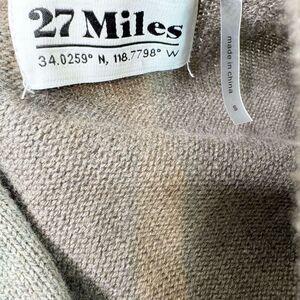 27 Miles
34.0259° N, 118.7798° W
made in china
s